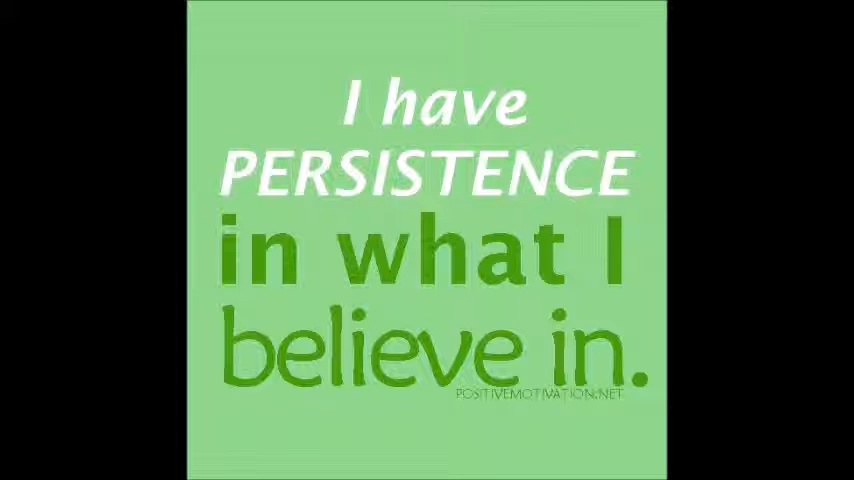 I have
PERSISTENCE
in what I
believe in.
POSITIVEMOTIVATION.NET